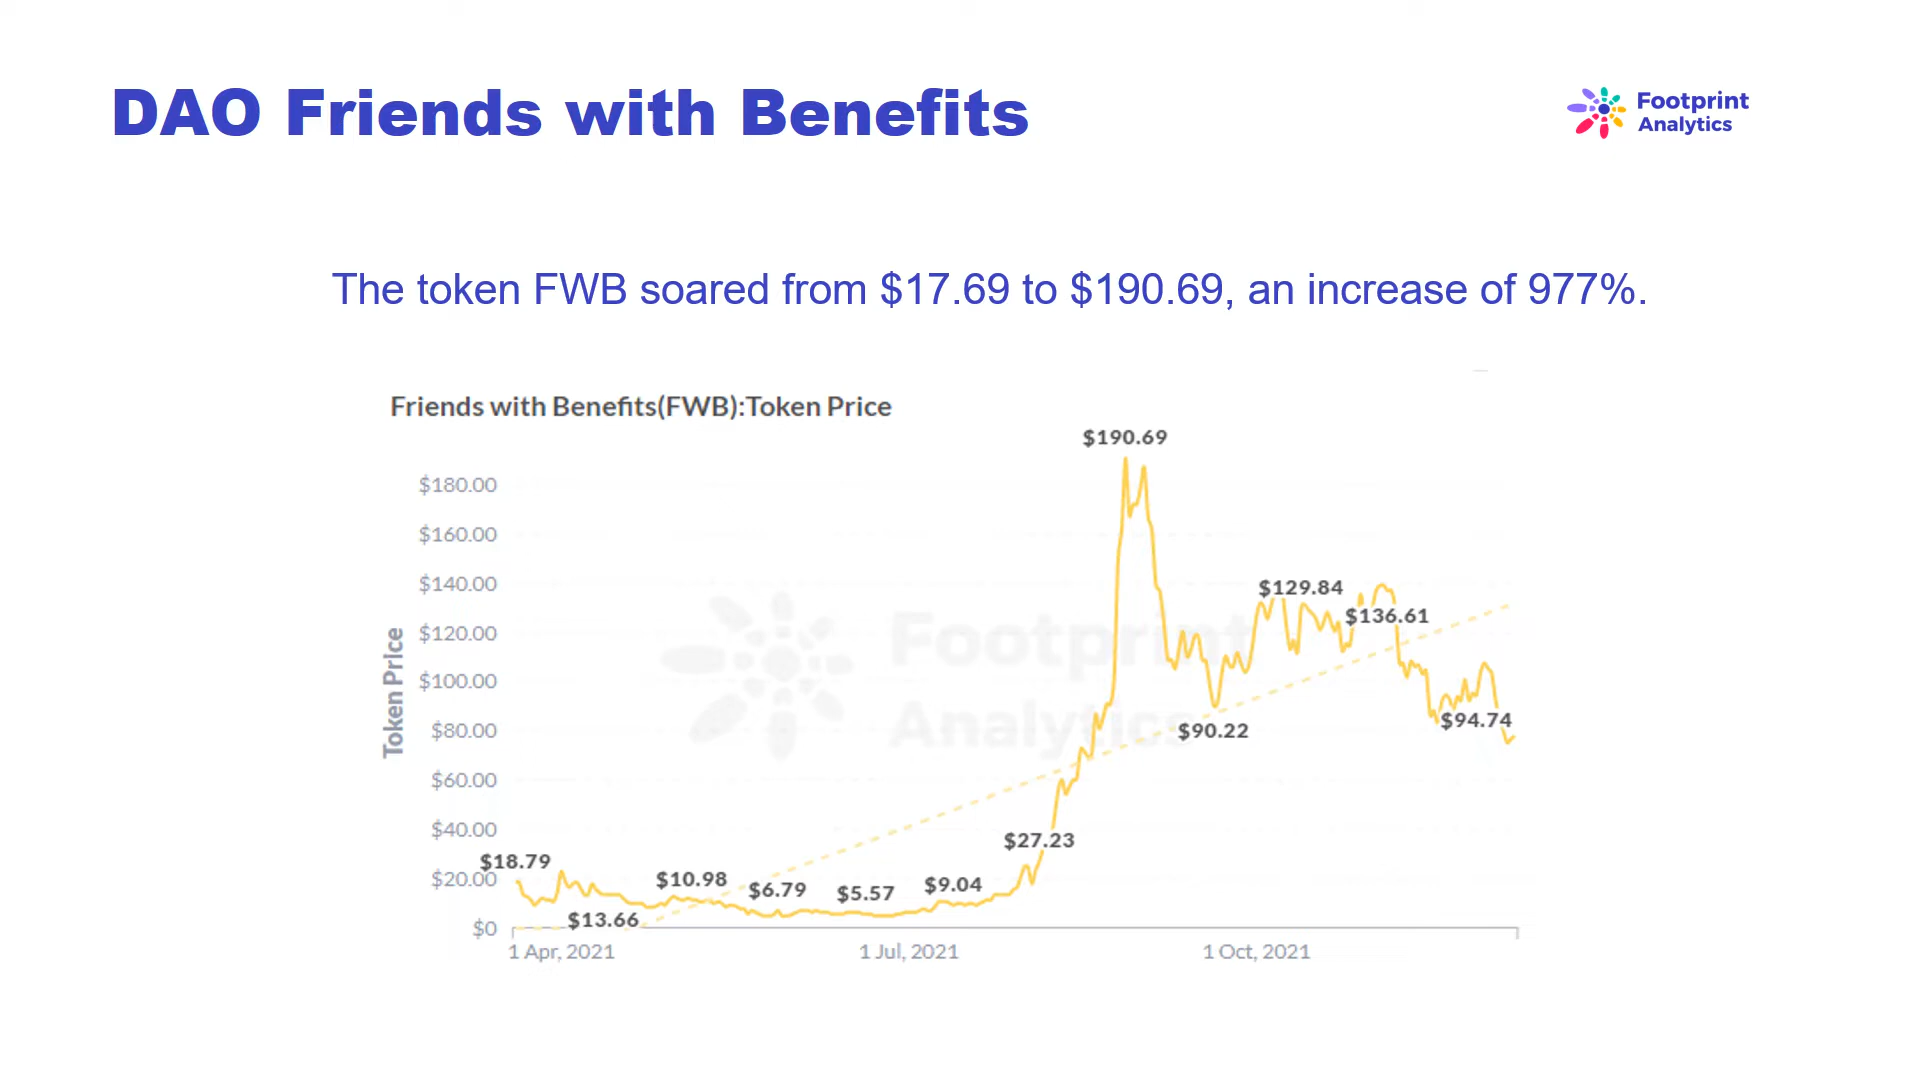 DAO Friends with Benefits
Footprint
Analytics
The token FWB soared from $17.69 to $190.69, an increase of 977%.
Friends with Benefits(FWB):Token Price
$190.69
$180.00
$160.00
$140.00
$129.84
$136.61
Footprint
Analytics
Token Price
$120.00
$100.00
$80.00
$90.22
$94.74
$60.00
$40.00
$27.23
$18.79
$20.00
$10.98
$6.79
$5.57
$9.04
$13.66
$0
1 Apr, 2021
1 Jul, 2021
1 Oct, 2021